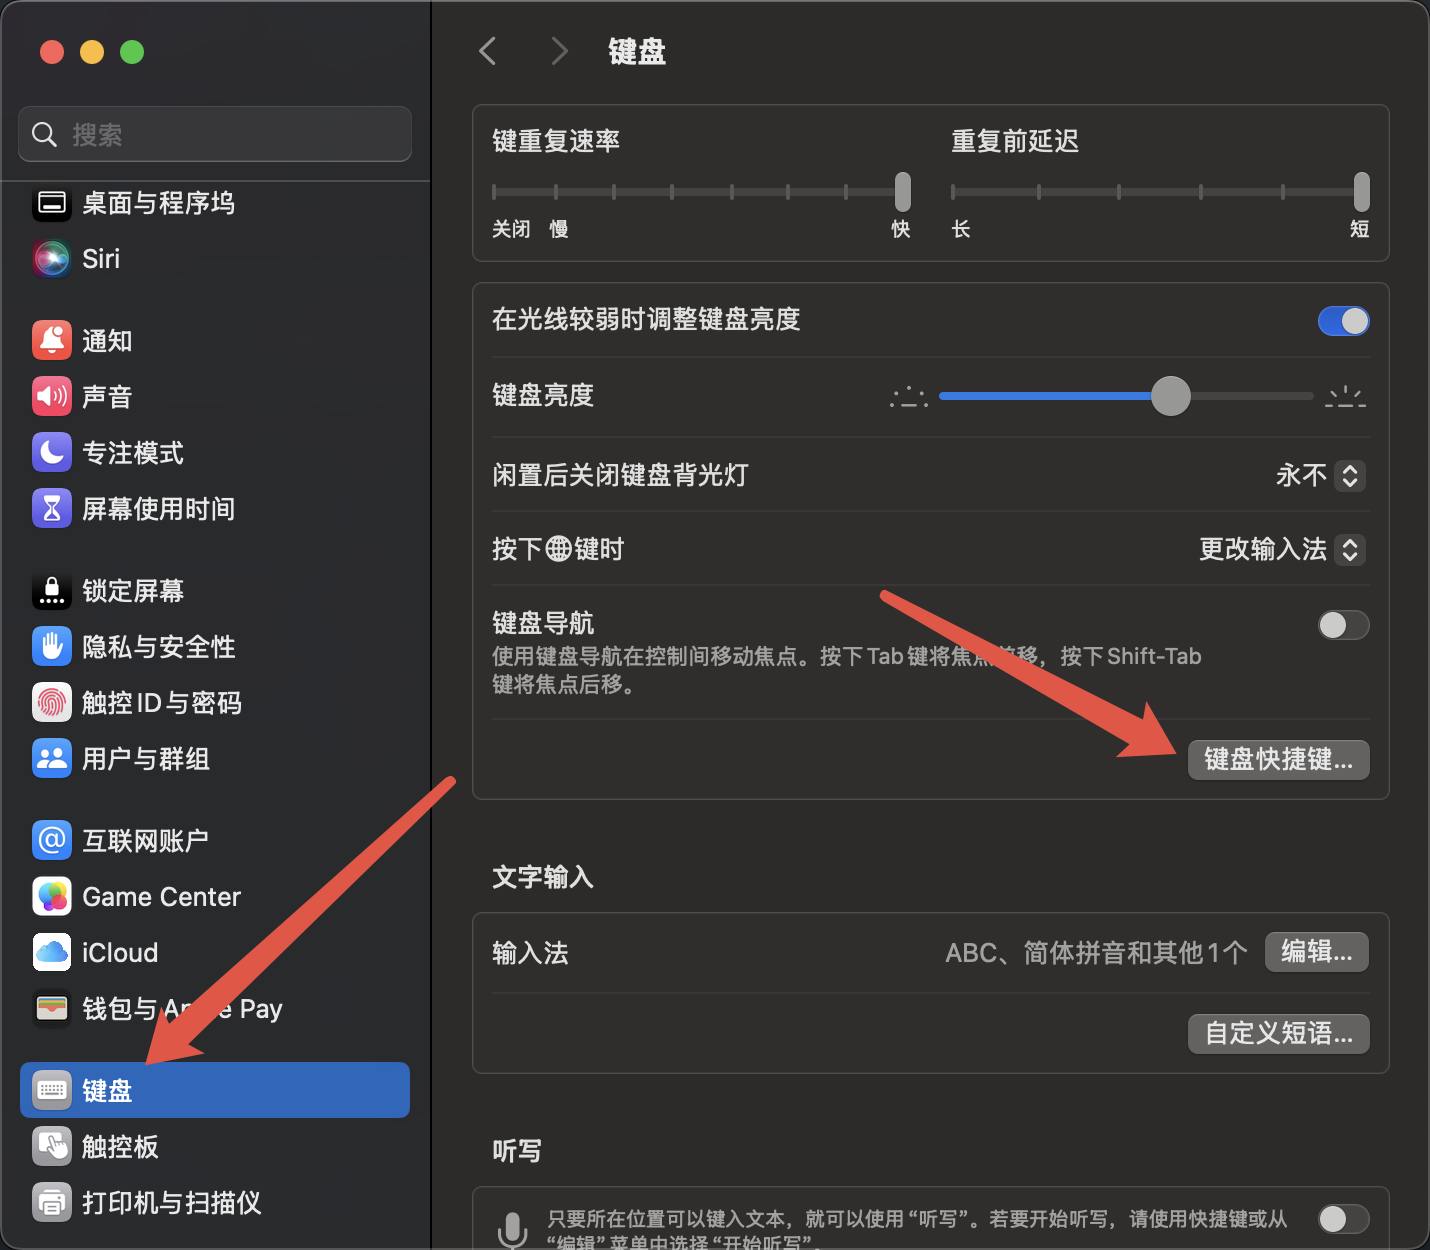 键盘
搜索
桌面与程序坞
Siri
通知
声音
专注模式
屏幕使用时间
锁定屏幕
隐私与安全性
触控 ID 与密码
用户与群组
互联网账户
Game Center
iCloud
钱包与 Ap e Pay
键盘
触控板
打印机与扫描仪
键重复速率
重复前延迟
关闭 慢 快
长 短
在光线较弱时调整键盘亮度
键盘亮度
闲置后关闭键盘背光灯 永不
按下键时 更改输入法
键盘导航
使用键盘导航在控制间移动焦点。按下 Tab 键将焦点前移，按下 Shift-Tab
键将焦点后移。
键盘快捷键...
文字输入
输入法 ABC、简体拼音和其他 1 个 编辑...
自定义短语...
听写
只要所在位置可以键入文本，就可以使用“听写”。若要开始听写，请使用快捷键或从
“编辑”菜单中选择“开始听写”。